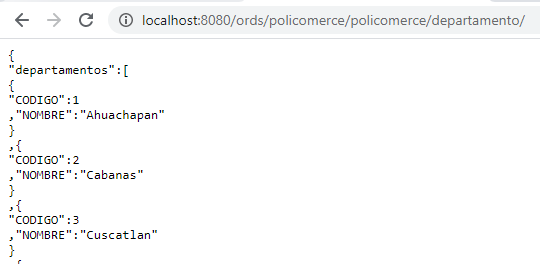 localhost:8080/ords/policomerce/policomerce/departamento/
{
"departamentos":[
{
"CODIGO":1
,"NOMBRE":"Ahuachapan"
}
,{
"CODIGO":2
,"NOMBRE":"Cabanas"
}
,{
"CODIGO":3
,"NOMBRE":"Cuscatlan"
}
,{